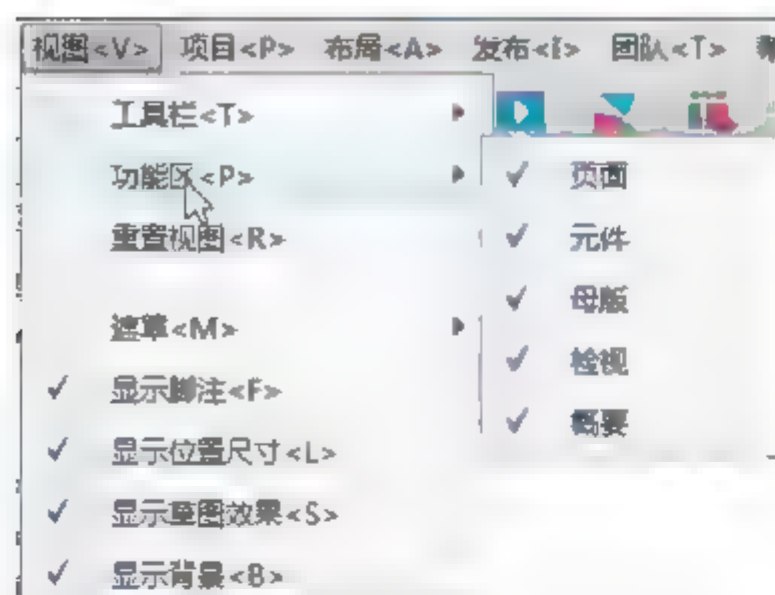 视图<V> 项目<P> 布局<A> 发布<I> 团队<T>
工具栏<T>
功能区<P>
重置视图<R>
遮罩<M>
显示脚注<F>
显示位置尺寸<L>
显示草图效果<S>
显示背景<B>
页面
元件
母版
检视
概要